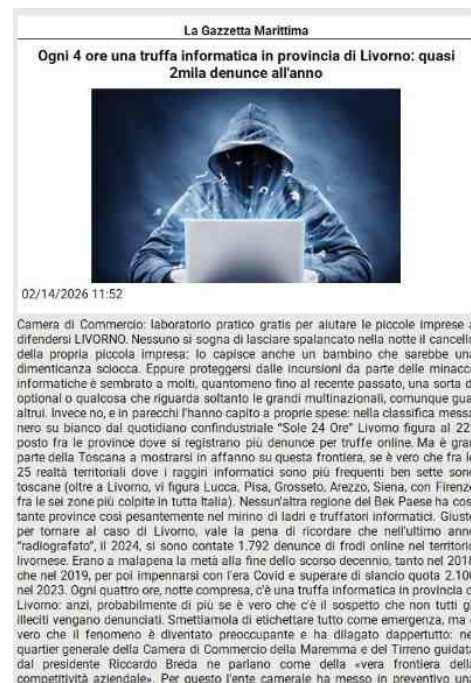 La Gazzetta Marittima
Ogni 4 ore una truffa informatica in provincia di Livorno: quasi
2mila denunce all'anno
02/14/2026 11:52
Camera di Commercio: laboratorio pratico gratis per aiutare le piccole imprese a
difendersi LIVORNO. Nessuno si sogna di lasciare spalancato nella notte il cancello
della propria piccola impresa: lo capisce anche un bambino che sarebbe una
dimenticanza sciocca. Eppure proteggersi dalle incursioni da parte delle minacce
informatiche è sembrato a molti, quantomeno fino al recente passato, una sorta di
optional o qualcosa che riguarda soltanto le grandi multinazionali, comunque guai
altrui. Invece no, e in parecchi l'hanno capito a proprie spese: nella classifica messa
nero su bianco dal quotidiano confindustriale "Sole 24 Ore" Livorno figura al 22°
posto fra le province dove si registrano più denunce per truffe online. Ma è gran
parte della Toscana a mostrarsi in affanno su questa frontiera, se è vero che fra le
25 realtà territoriali dove i raggiri informatici sono più frequenti ben sette sono
toscane (oltre a Livorno, vi figura Lucca, Pisa, Grosseto, Arezzo, Siena, con Firenze
fra le sei zone più colpite in tutta Italia). Nessun'altra regione del Bek Paese ha così
tante province così pesantemente nel mirino di ladri e truffatori informatici. Giusto
per tornare al caso di Livorno, vale la pena di ricordare che nell'ultimo anno
"radiografato", il 2024, si sono contate 1.792 denunce di frodi online nel territorio
livornese. Erano a malapena la metà alla fine dello scorso decennio, tanto nel 2018
che nel 2019, per poi impennarsi con l'era Covid e superare di slancio quota 2.100
nel 2023. Ogni quattro ore, notte compresa, c'è una truffa informatica in provincia di
Livorno: anzi, probabilmente di più se è vero che c'è il sospetto che non tutti gli
illeciti vengano denunciati. Smettiamola di etichettare tutto come emergenza, ma è
vero che il fenomeno è diventato preoccupante e ha dilagato dappertutto: nel
quartier generale della Camera di Commercio della Maremma e del Tirreno guidata
dal presidente Riccardo Breda ne parlano come della «vera frontiera della
competitività aziendale». Per questo l'ente camerale ha messo in preventivo un